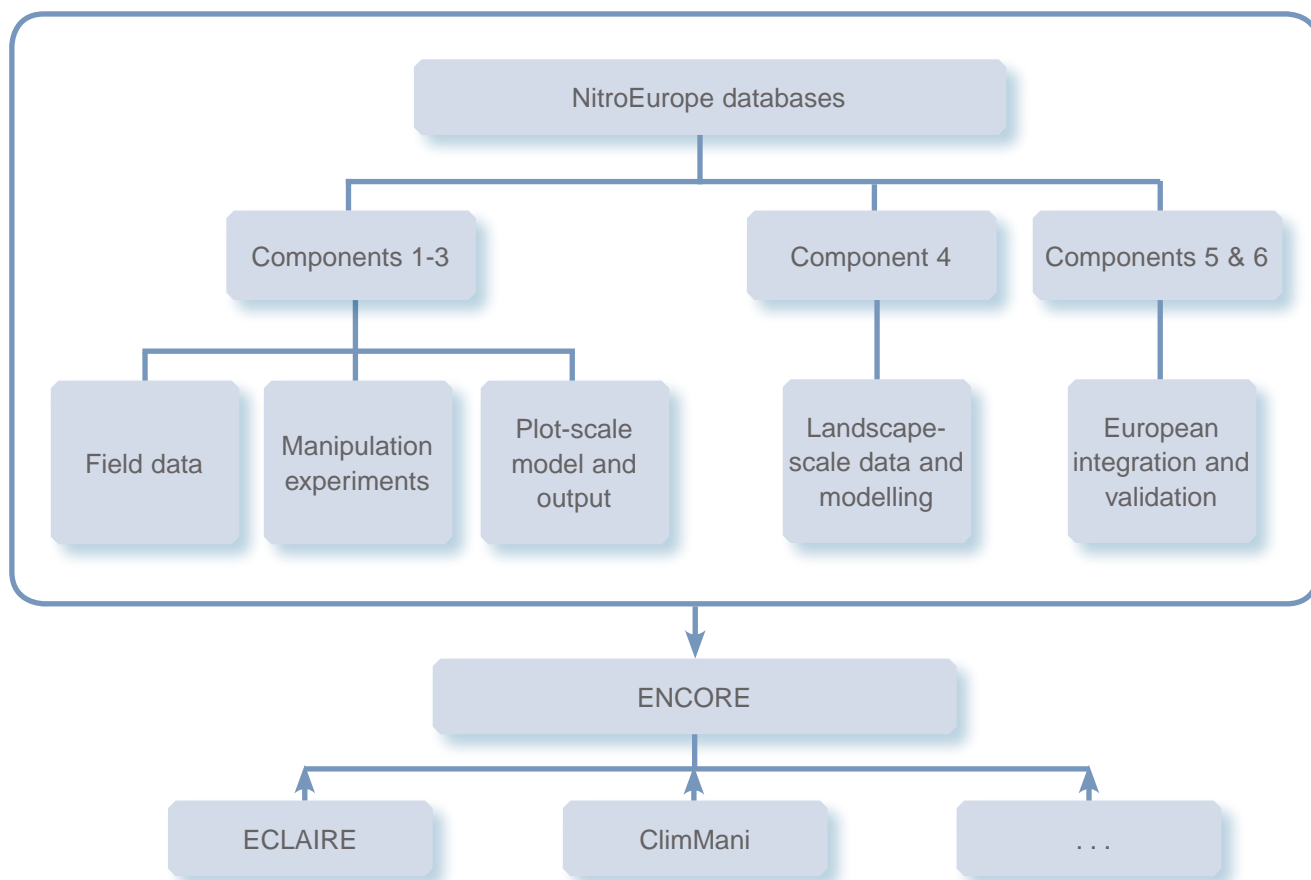 NitroEurope databases
Components 1-3
Component 4
Components 5 & 6
Field data
Manipulation
experiments
Plot-scale
model and
output
Landscape-
scale data and
modelling
European
integration and
validation
ENCORE
ECLAIRE
ClimMani
. . .